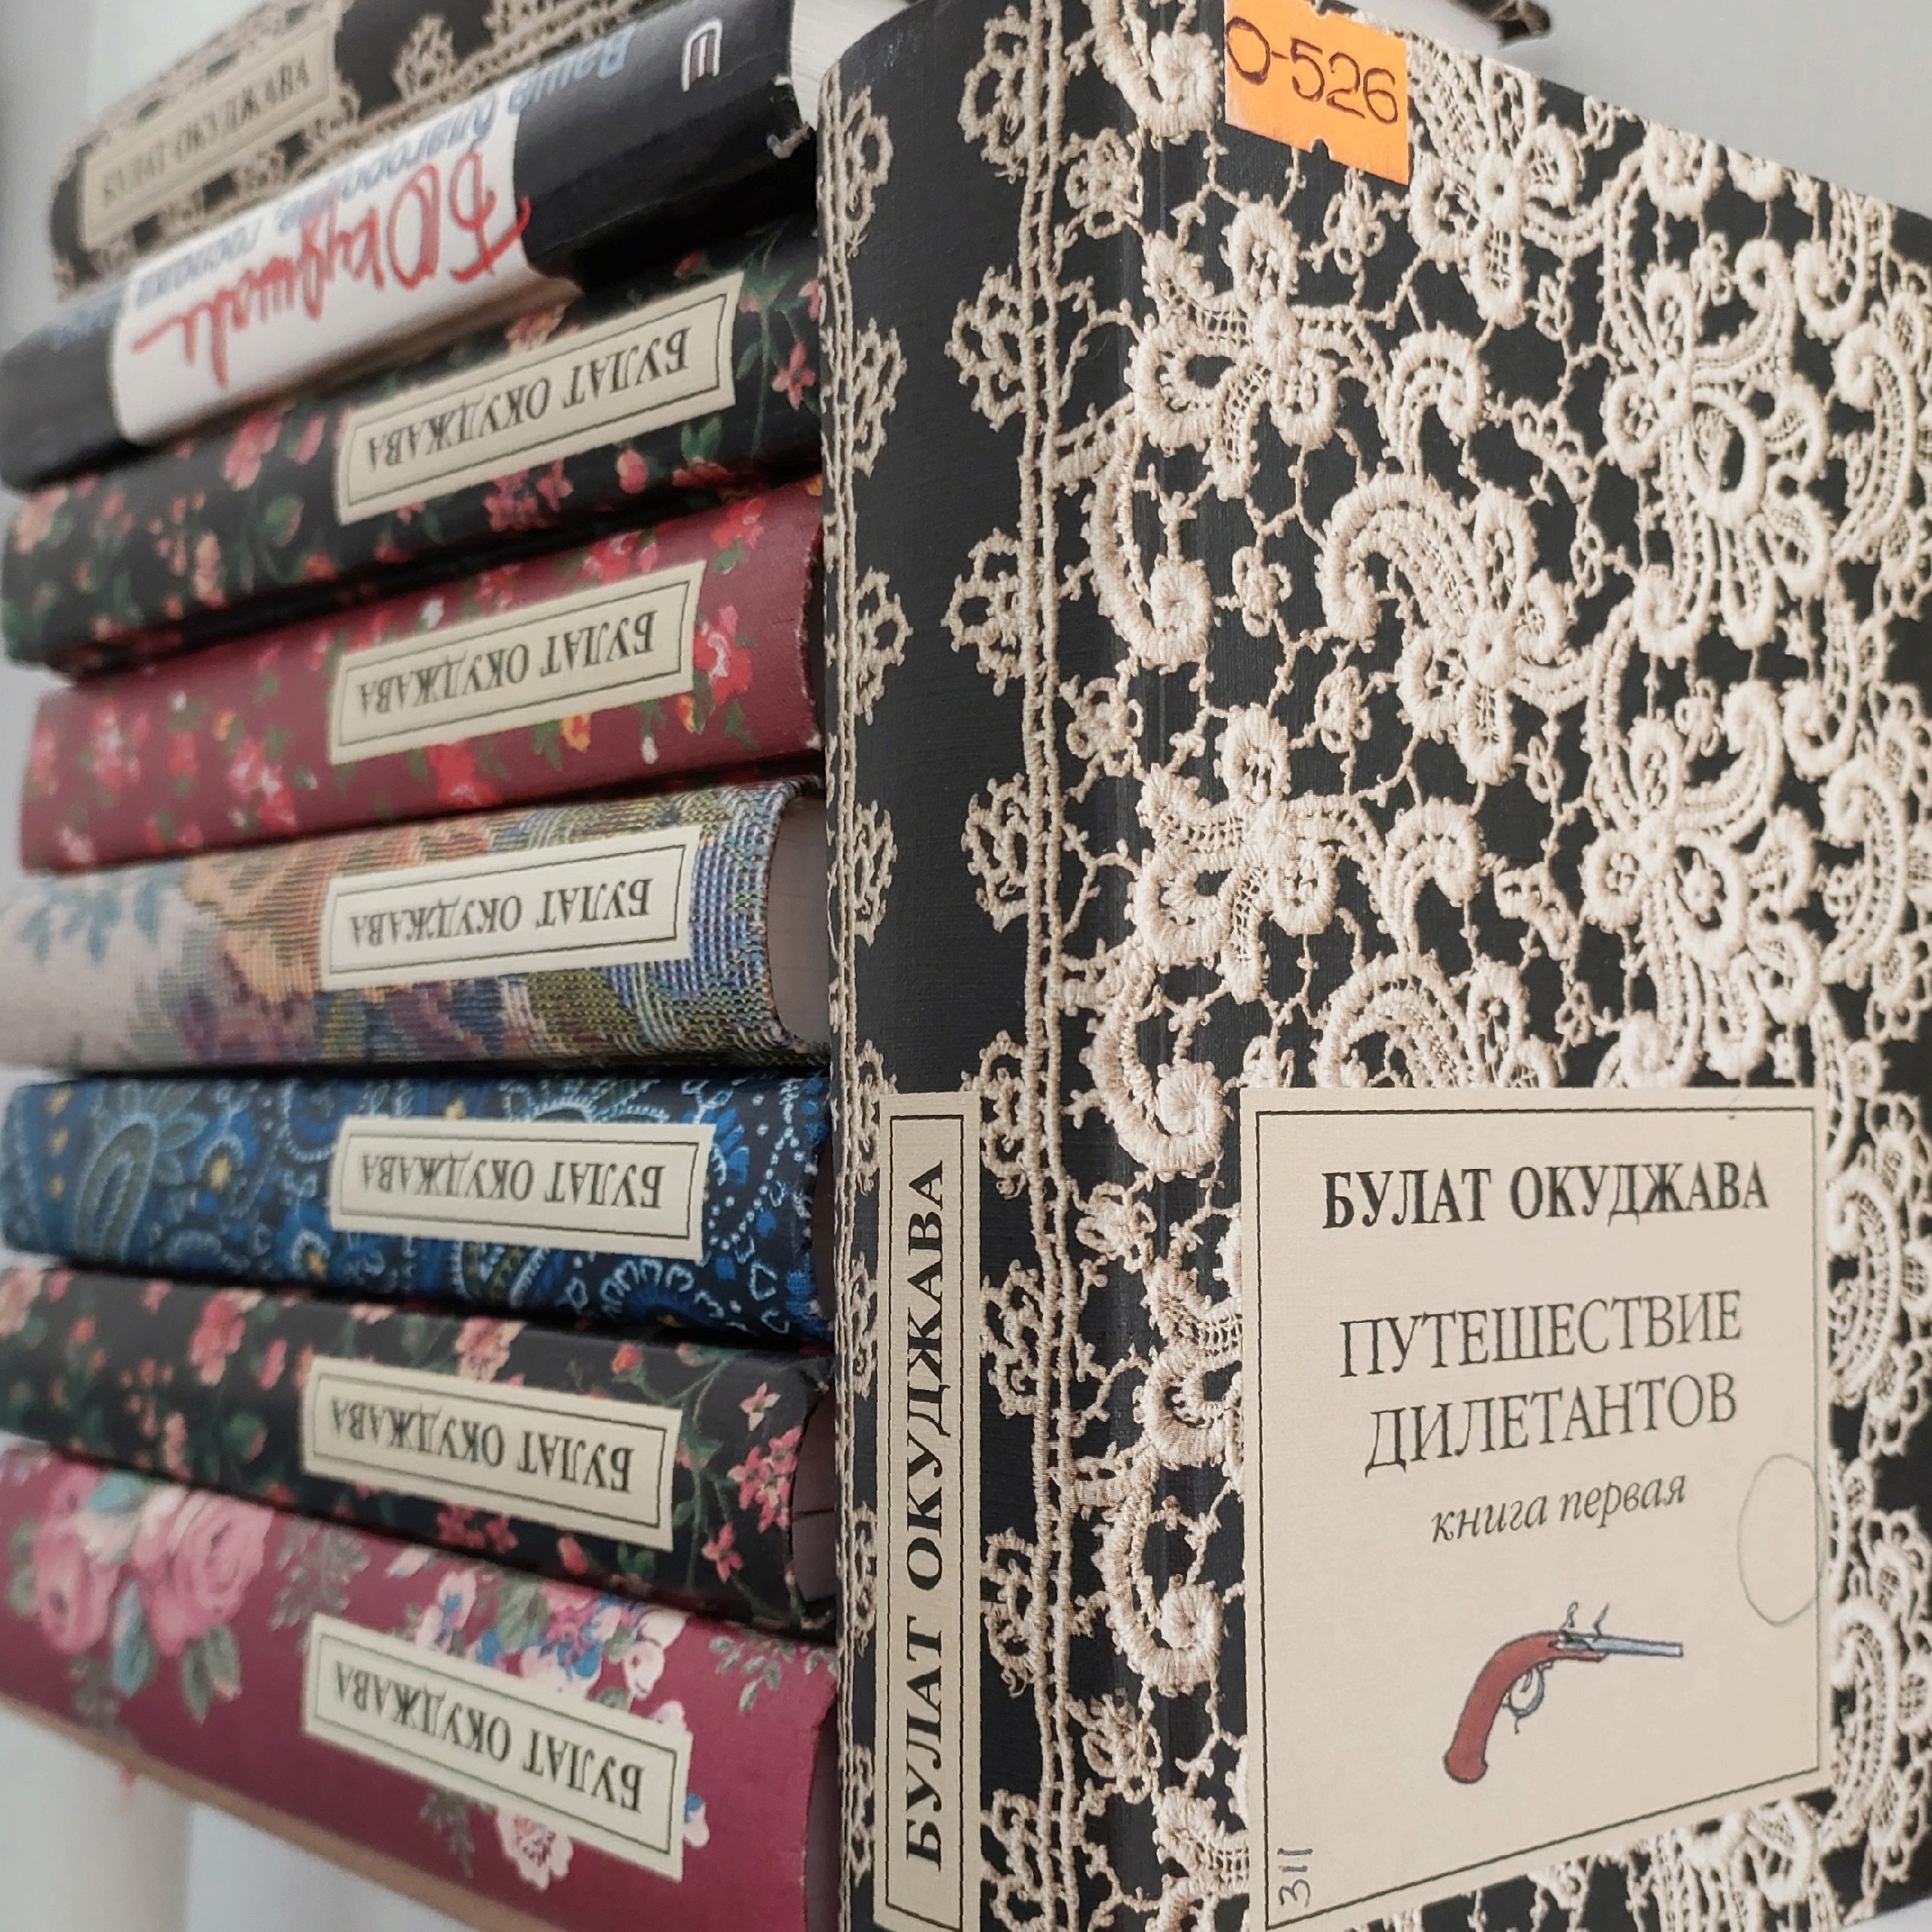 БУЛАТ ОКУДЖАВА
Ваше благородие, госпожа
Б Окуджава
БУЛАТ ОКУДЖАВА
БУЛАТ ОКУДЖАВА
БУЛАТ ОКУДЖАВА
БУЛАТ ОКУДЖАВА
БУЛАТ ОКУДЖАВА
БУЛАТ ОКУДЖАВА
БУЛАТ ОКУДЖАВА
О-526
БУЛАТ ОКУДЖАВА
ПУТЕШЕСТВИЕ
ДИЛЕТАНТОВ
книга первая
311